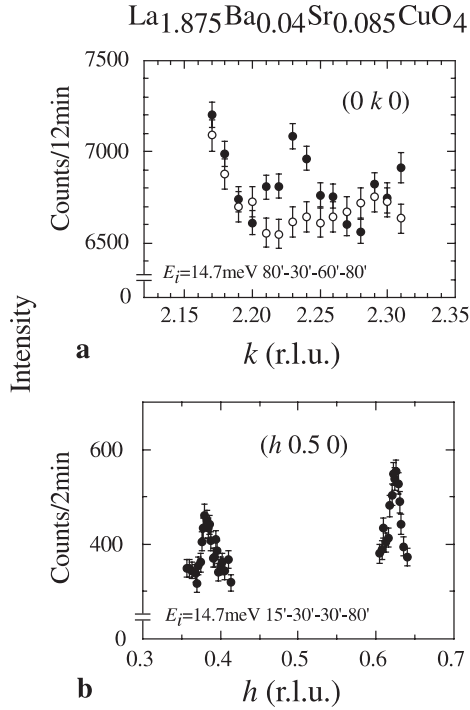 La1.875Ba0.04Sr0.085CuO4
7500
(0 k 0)
7000
6500
Ei=14.7meV 80'-30'-60'-80'
0
2.15 2.20 2.25 2.30 2.35
Counts/12min
a
k (r.l.u.)
Intensity
600
(h 0.5 0)
400
Ei=14.7meV 15'-30'-30'-80'
0
0.3 0.4 0.5 0.6 0.7
Counts/2min
b
h (r.l.u.)